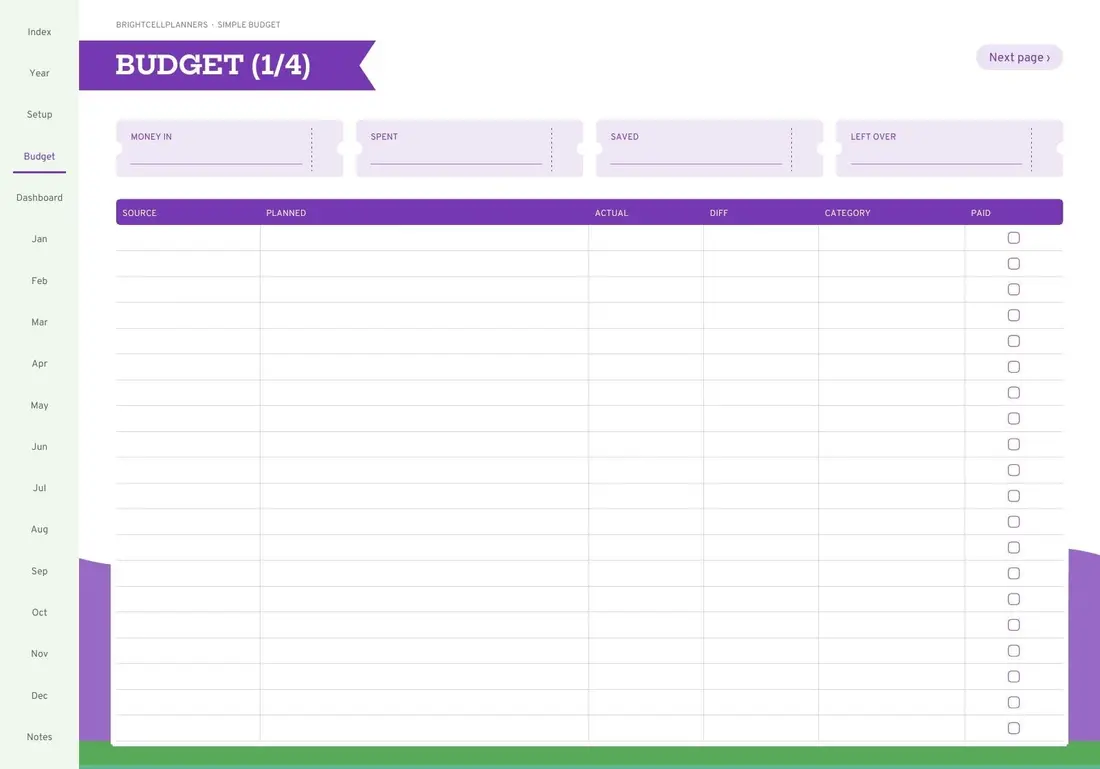 Index
Year
Setup
Budget
Dashboard
Jan
Feb
Mar
Apr
May
Jun
Jul
Aug
Sep
Oct
Nov
Dec
Notes
BRIGHTCELLPLANNERS · SIMPLE BUDGET
BUDGET (1/4)
Next page ›
MONEY IN
SPENT
SAVED
LEFT OVER
SOURCE PLANNED ACTUAL DIFF CATEGORY PAID